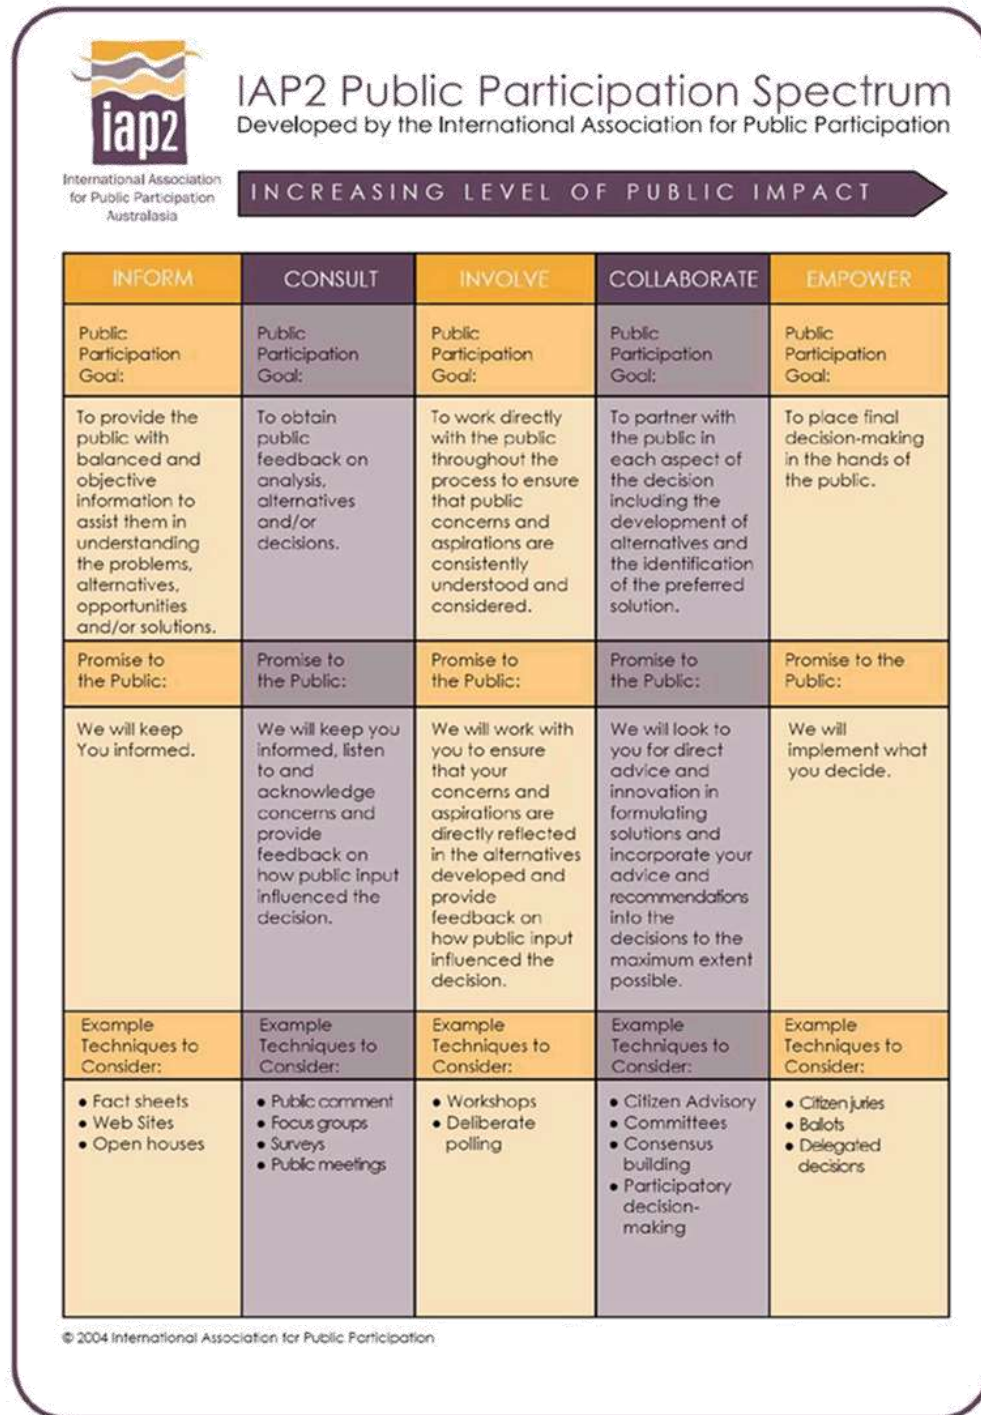 iap2
International Association
for Public Participation
Australasia
IAP2 Public Participation Spectrum
Developed by the International Association for Public Participation
INCREASING LEVEL OF PUBLIC IMPACT
INFORM
Public
Participation
Goal:
To provide the
public with
balanced and
objective
information to
assist them in
understanding
the problems,
alternatives,
opportunities
and/or solutions.
Promise to
the Public:
We will keep
You informed.
Example
Techniques to
Consider:
• Fact sheets
• Web Sites
• Open houses
CONSULT
Public
Participation
Goal:
To obtain
public
feedback on
analysis,
alternatives
and/or
decisions.
Promise to
the Public:
We will keep you
informed, listen
to and
acknowledge
concerns and
provide
feedback on
how public input
influenced the
decision.
Example
Techniques to
Consider:
• Public comment
• Focus groups
• Surveys
• Public meetings
INVOLVE
Public
Participation
Goal:
To work directly
with the public
throughout the
process to ensure
that public
concerns and
aspirations are
consistently
understood and
considered.
Promise to
the Public:
We will work with
you to ensure
that your
concerns and
aspirations are
directly reflected
in the alternatives
developed and
provide
feedback on
how public input
influenced the
decision.
Example
Techniques to
Consider:
• Workshops
• Deliberate
polling
COLLABORATE
Public
Participation
Goal:
To partner with
the public in
each aspect of
the decision
including the
development of
alternatives and
the identification
of the preferred
solution.
Promise to
the Public:
We will look to
you for direct
advice and
innovation in
formulating
solutions and
incorporate your
advice and
recommendations
into the
decisions to the
maximum extent
possible.
Example
Techniques to
Consider:
• Citizen Advisory
• Committees
• Consensus
building
• Participatory
decision-
making
EMPOWER
Public
Participation
Goal:
To place final
decision-making
in the hands of
the public.
Promise to the
Public:
We will
implement what
you decide.
Example
Techniques to
Consider:
• Citizen juries
• Ballots
• Delegated
decisions
© 2004 International Association for Public Participation